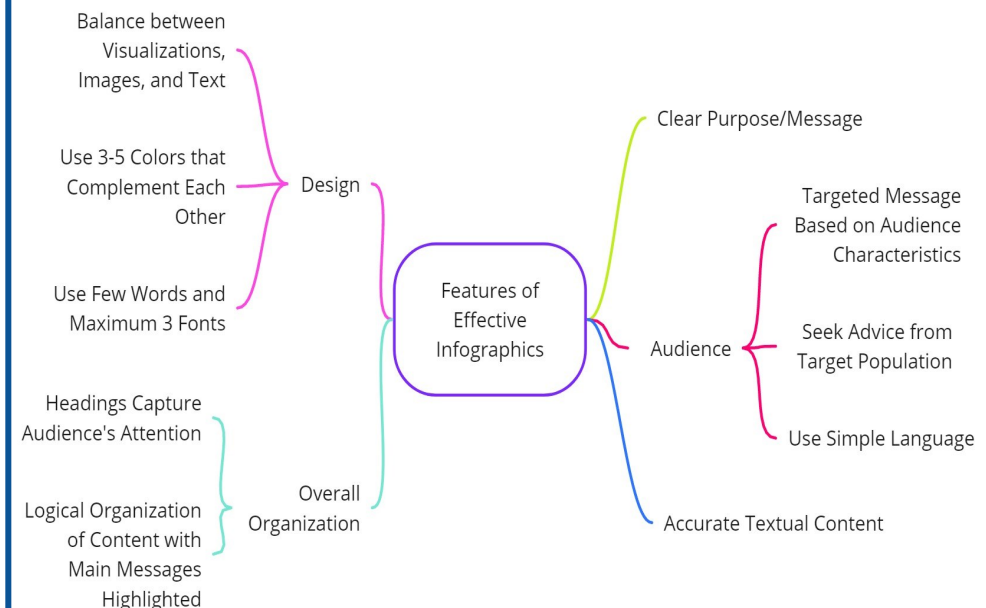 Balance between
Visualizations,
Images, and Text
Use 3-5 Colors that
Complement Each
Other
Design
Use Few Words and
Maximum 3 Fonts
Headings Capture
Audience's Attention
Overall
Organization
Logical Organization
of Content with
Main Messages
Highlighted
Features of
Effective
Infographics
Clear Purpose/Message
Targeted Message
Based on Audience
Characteristics
Audience
Seek Advice from
Target Population
Use Simple Language
Accurate Textual Content